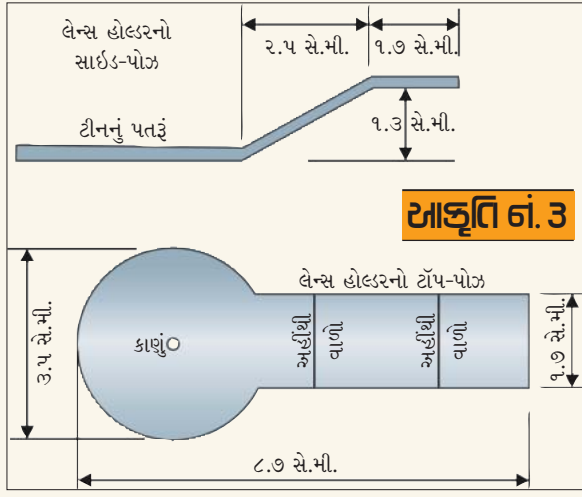 લેન્સ હોલ્ડરનો
સાઇડ-પોઝ
૨.૫ સે.મી.
૧.૭ સે.મી.
ટીનનું પતરૂં
૧.૩ સે.મી.
આકૃતિ નં. ૩
લેન્સ હોલ્ડરનો ટૉપ-પોઝ
૩.૫ સે.મી.
કાણું
અહીંથી
વાળો
અહીંથી
વાળો
૧.૭ સે.મી.
૮.૭ સે.મી.